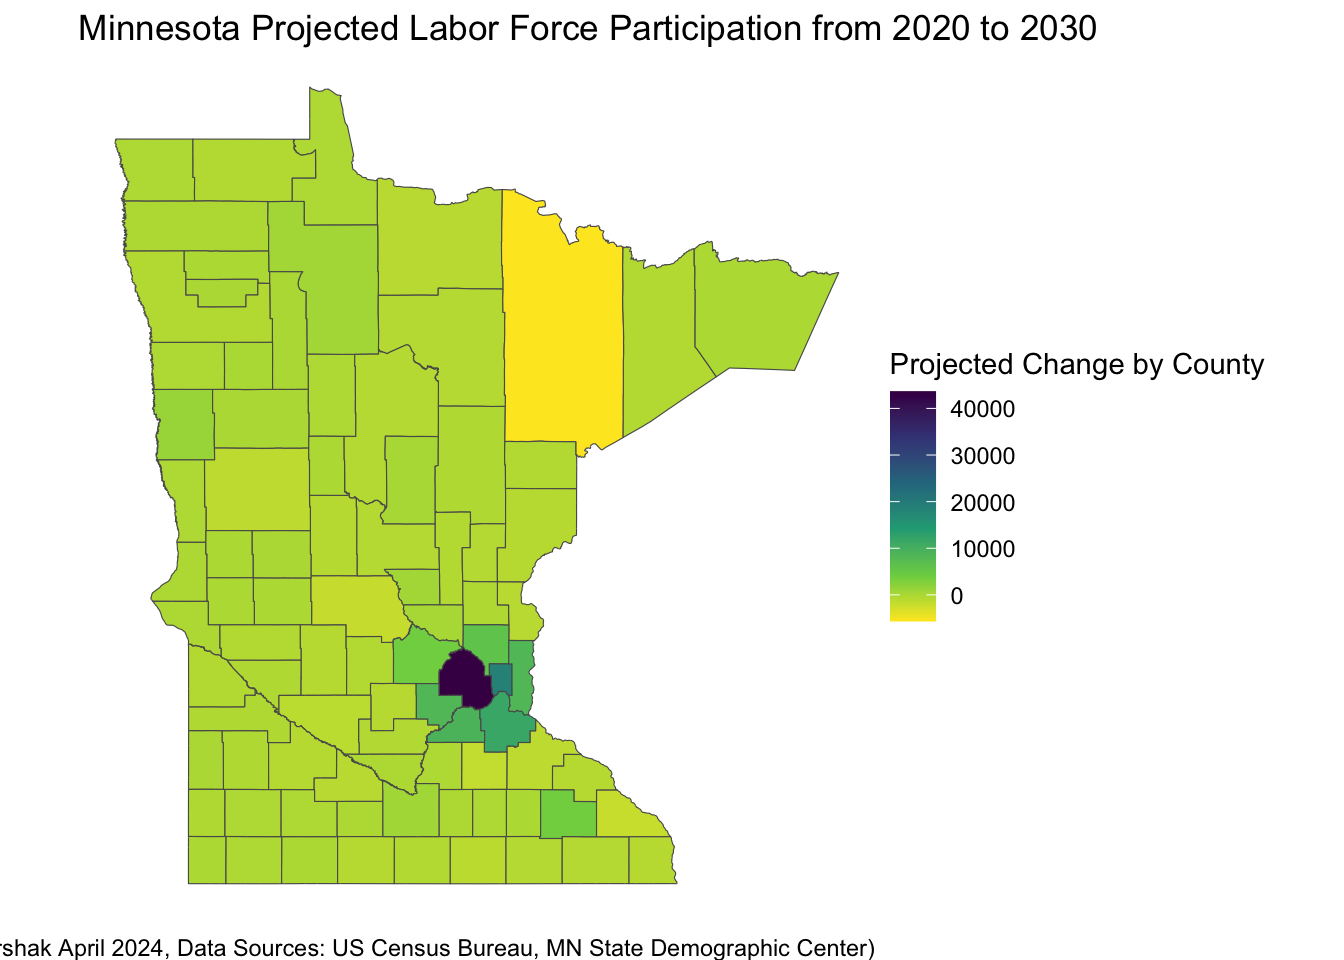 Minnesota Projected Labor Force Participation from 2020 to 2030
Projected Change by County
40000
30000
20000
10000
0
April 2024, Data Sources: US Census Bureau, MN State Demographic Center)